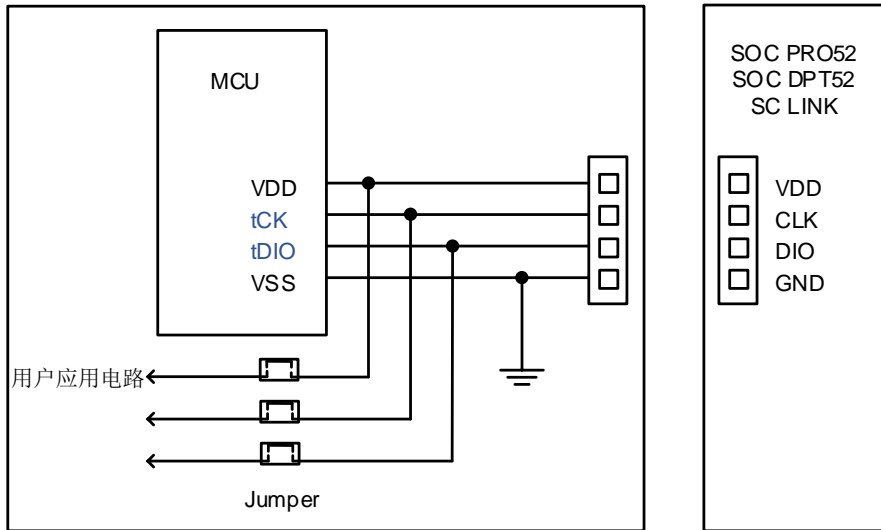 MCU
VDD
tCK
tDIO
VSS
用户应用电路
Jumper
SOC PRO52
SOC DPT52
SC LINK
VDD
CLK
DIO
GND